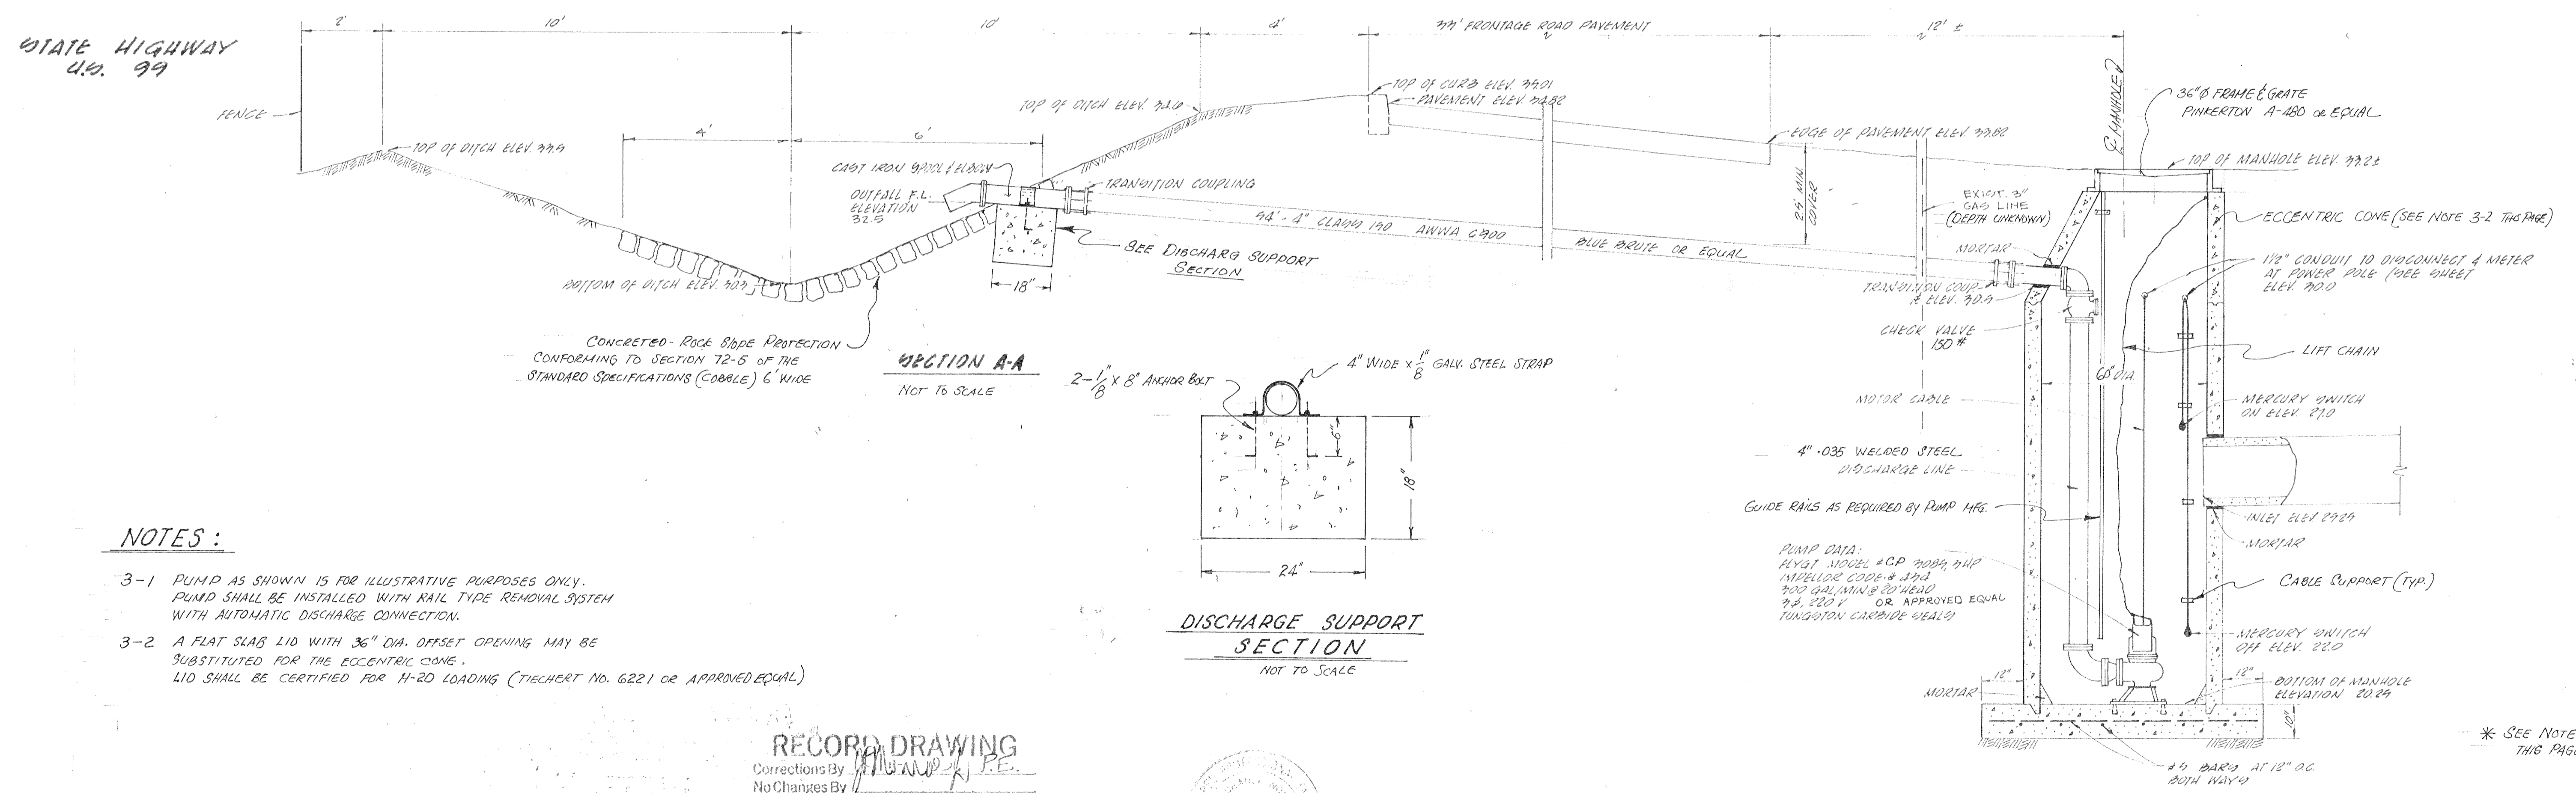 STATE HIGHWAY
U.S. 99
2'
10'
10'
4'
33' FRONTAGE ROAD PAVEMENT
12' ±
FENCE
TOP OF DITCH ELEV. 33.5
4'
6'
TOP OF DITCH ELEV.
TOP OF CURB ELEV. 35.01
PAVEMENT ELEV. 34.82
EDGE OF PAVEMENT ELEV 33.82
℄ MANHOLE
36"Ø FRAME & GRATE
PINKERTON A-480 OR EQUAL
TOP OF MANHOLE ELEV 33.2±
CAST IRON SPOOL & ELBOW
OUTFALL F.L.
ELEVATION
32.5
TRANSITION COUPLING
54' - 4" CLASS 150 AWWA C900
BLUE BRUTE OR EQUAL
MIN
COVER
EXIST. 3"
GAS LINE
(DEPTH UNKNOWN)
MORTAR
ECCENTRIC CONE (SEE NOTE 3-2 THIS PAGE)
SEE DISCHARG SUPPORT
SECTION
18"
BOTTOM OF DITCH ELEV. 30.3
TRANSITION COUP-
℄ ELEV. 30.5
1½" CONDUIT TO DISCONNECT & METER
AT POWER POLE (SEE SHEET
ELEV. 30.0
CHECK VALVE
150 #
LIFT CHAIN
CONCRETED - ROCK SLOPE PROTECTION
CONFORMING TO SECTION 72-5 OF THE
STANDARD SPECIFICATIONS (COBBLE) 6' WIDE
SECTION A-A
NOT TO SCALE
2-⅛ X 8" ANCHOR BOLT
4" WIDE X ⅛" GALV. STEEL STRAP
6"
18"
24"
DISCHARGE SUPPORT
SECTION
NOT TO SCALE
60" DIA.
MOTOR CABLE
MERCURY SWITCH
ON ELEV. 27.0
4" .035 WELDED STEEL
DISCHARGE LINE
GUIDE RAILS AS REQUIRED BY PUMP MFG.
INLET ELEV 25.25
MORTAR
PUMP DATA:
FLYGT MODEL #CP 3085, 3HP
IMPELLOR CODE # 434
300 GAL/MIN @ 20' HEAD
3Ø, 220 V OR APPROVED EQUAL
TUNGSTON CARBIDE SEALS
CABLE SUPPORT (TYP.)
MERCURY SWITCH
OFF ELEV. 22.0
12"
12"
MORTAR
BOTTOM OF MANHOLE
ELEVATION 20.25
10"
#5 BARS AT 12" O.C.
BOTH WAYS
* SEE NOTE
THIS PAGE
NOTES:
3-1 PUMP AS SHOWN IS FOR ILLUSTRATIVE PURPOSES ONLY.
PUMP SHALL BE INSTALLED WITH RAIL TYPE REMOVAL SYSTEM
WITH AUTOMATIC DISCHARGE CONNECTION.
3-2 A FLAT SLAB LID WITH 36" DIA. OFFSET OPENING MAY BE
SUBSTITUTED FOR THE ECCENTRIC CONE.
LID SHALL BE CERTIFIED FOR H-20 LOADING (TIECHERT NO. 6221 OR APPROVED EQUAL)
RECORD DRAWING
Corrections By P.E.
No Changes By